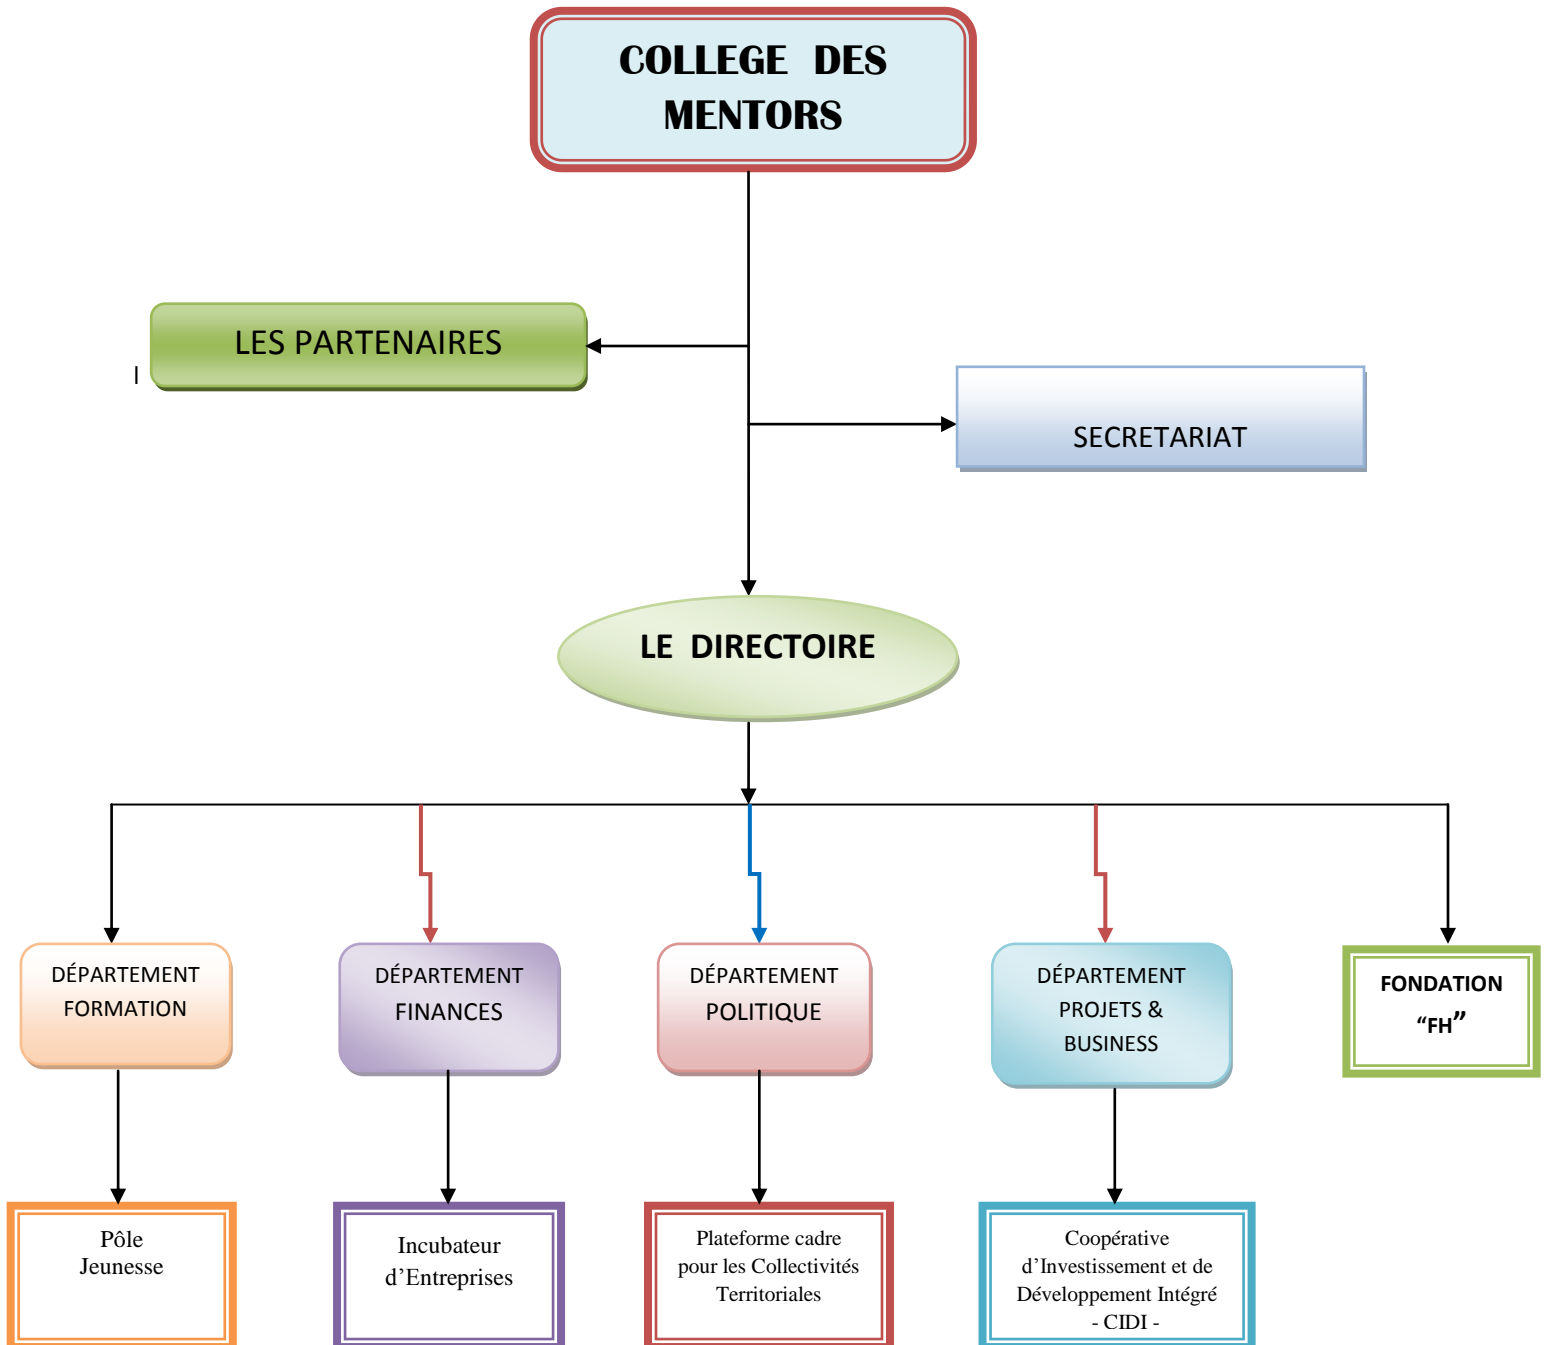 COLLEGE DES
MENTORS
LES PARTENAIRES
l
SECRETARIAT
LE DIRECTOIRE
DÉPARTEMENT
FORMATION
DÉPARTEMENT
FINANCES
DÉPARTEMENT
POLITIQUE
DÉPARTEMENT
PROJETS &
BUSINESS
FONDATION
“FH”
Pôle
Jeunesse
Incubateur
d’Entreprises
Plateforme cadre
pour les Collectivités
Territoriales
Coopérative
d’Investissement et de
Développement Intégré
- CIDI -